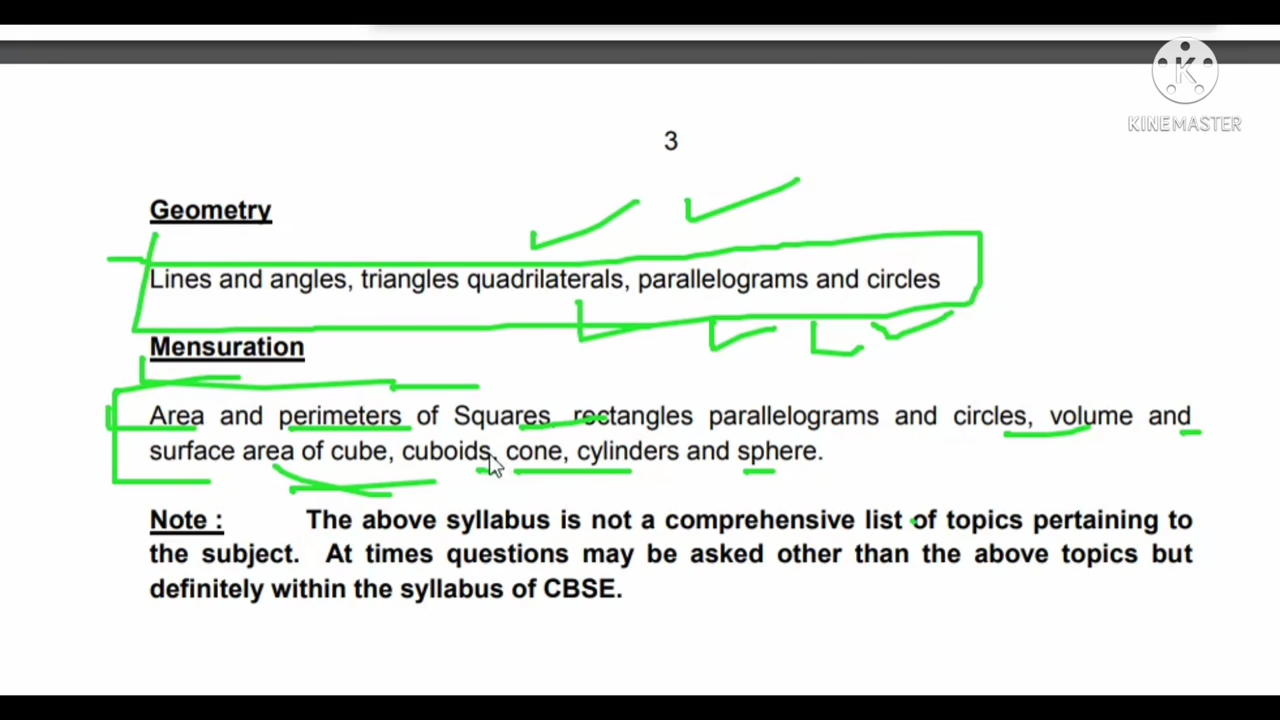 KINEMASTER
3
Geometry
Lines and angles, triangles quadrilaterals, parallelograms and circles
Mensuration
Area and perimeters of Squares, rectangles parallelograms and circles, volume and
surface area of cube, cuboids, cone, cylinders and sphere.
Note : The above syllabus is not a comprehensive list of topics pertaining to
the subject. At times questions may be asked other than the above topics but
definitely within the syllabus of CBSE.